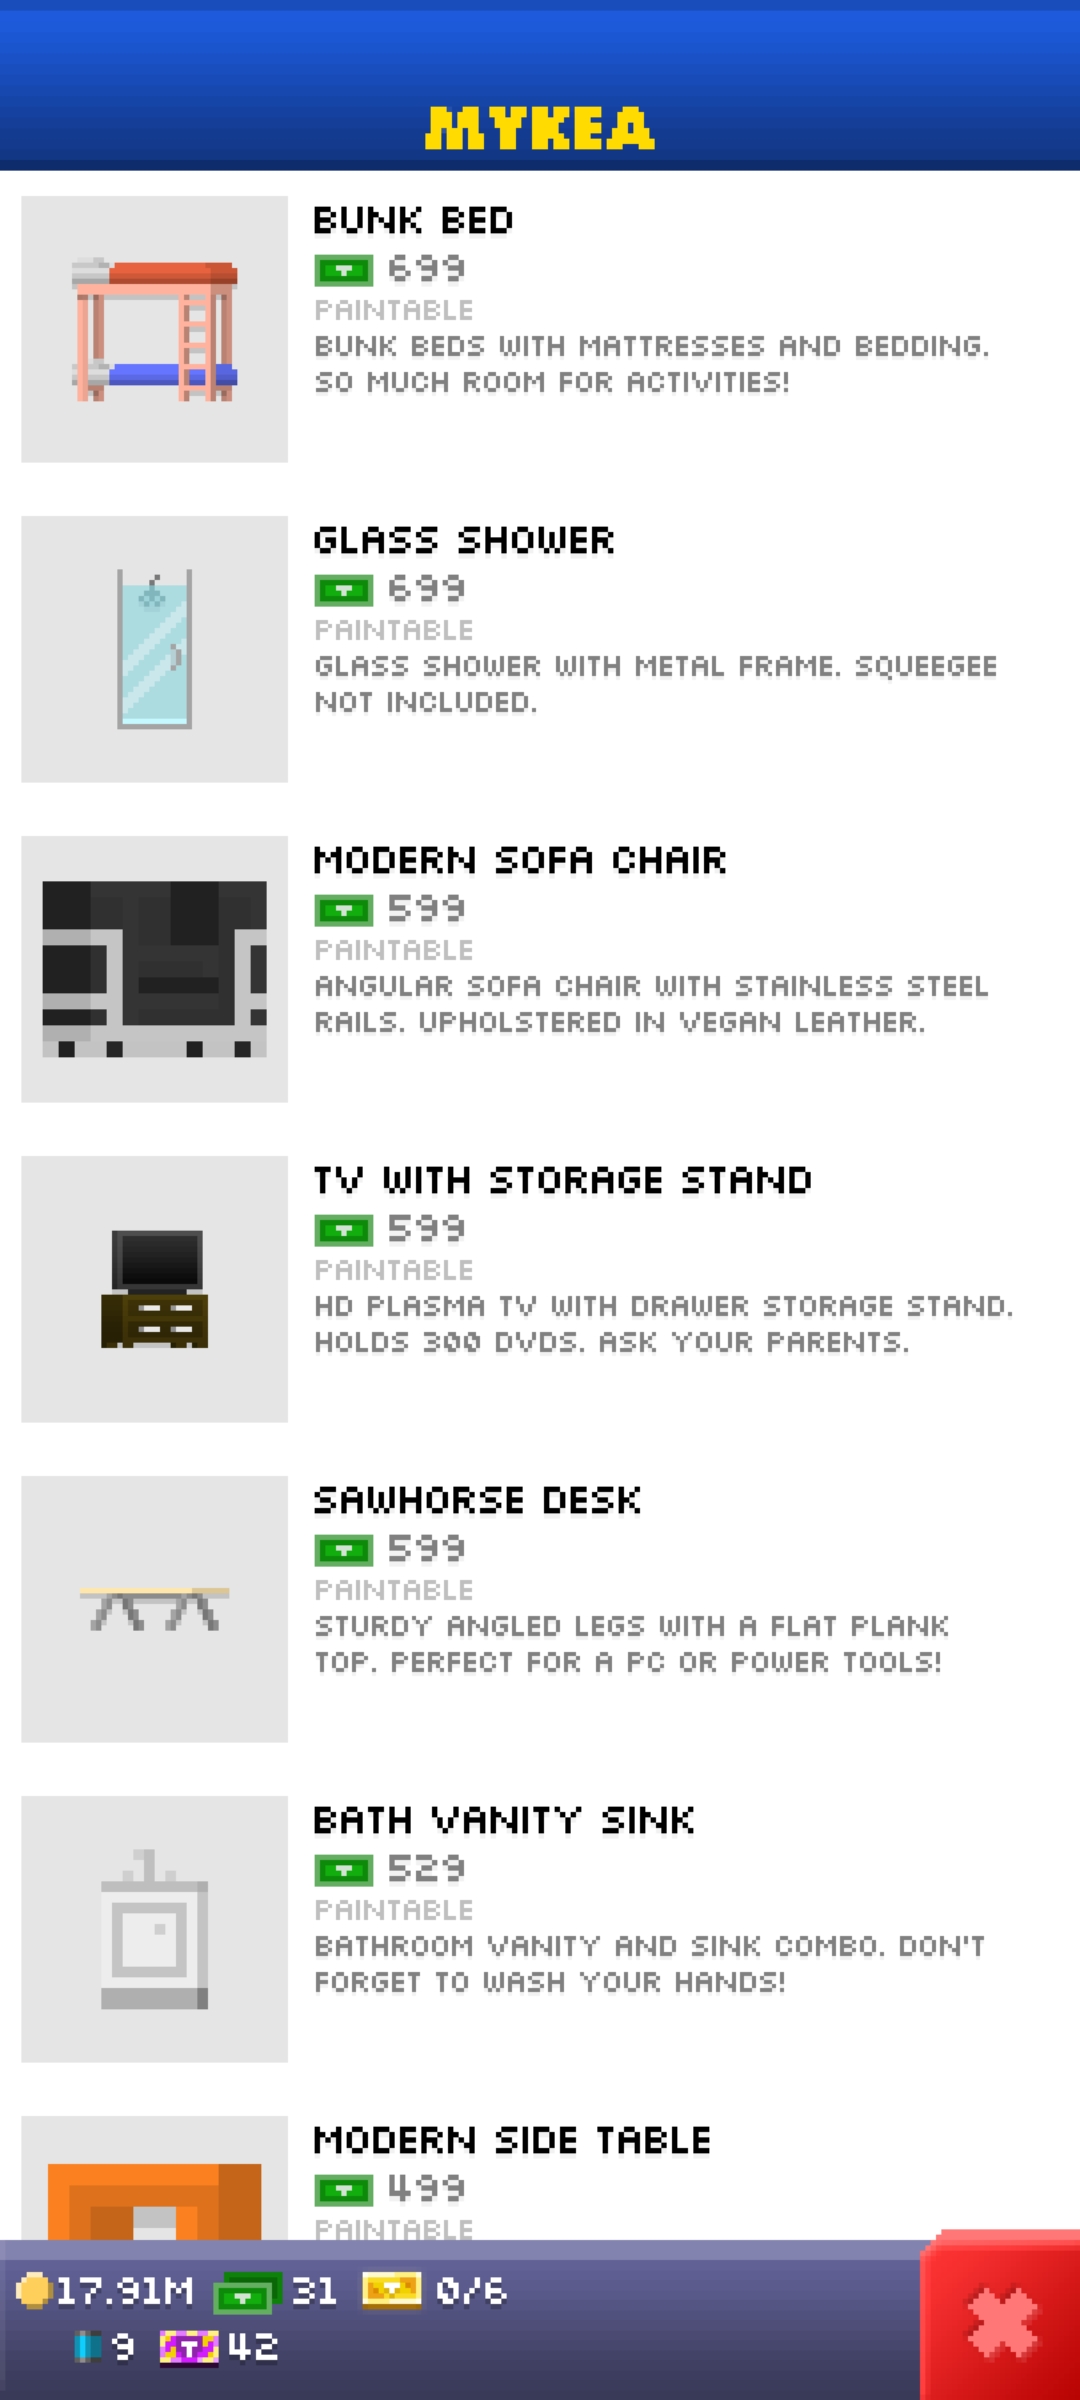 MYKEA
BUNK BED
699
PAINTABLE
BUNK BEDS WITH MATTRESSES AND BEDDING.
SO MUCH ROOM FOR ACTIVITIES!
GLASS SHOWER
699
PAINTABLE
GLASS SHOWER WITH METAL FRAME. SQUEEGEE
NOT INCLUDED.
MODERN SOFA CHAIR
599
PAINTABLE
ANGULAR SOFA CHAIR WITH STAINLESS STEEL
RAILS. UPHOLSTERED IN VEGAN LEATHER.
TV WITH STORAGE STAND
599
PAINTABLE
HD PLASMA TV WITH DRAWER STORAGE STAND.
HOLDS 300 DVDS. ASK YOUR PARENTS.
SAWHORSE DESK
599
PAINTABLE
STURDY ANGLED LEGS WITH A FLAT PLANK
TOP. PERFECT FOR A PC OR POWER TOOLS!
BATH VANITY SINK
529
PAINTABLE
BATHROOM VANITY AND SINK COMBO. DON'T
FORGET TO WASH YOUR HANDS!
MODERN SIDE TABLE
499
PAINTABLE
17.91M 31 0/6
9 T 42